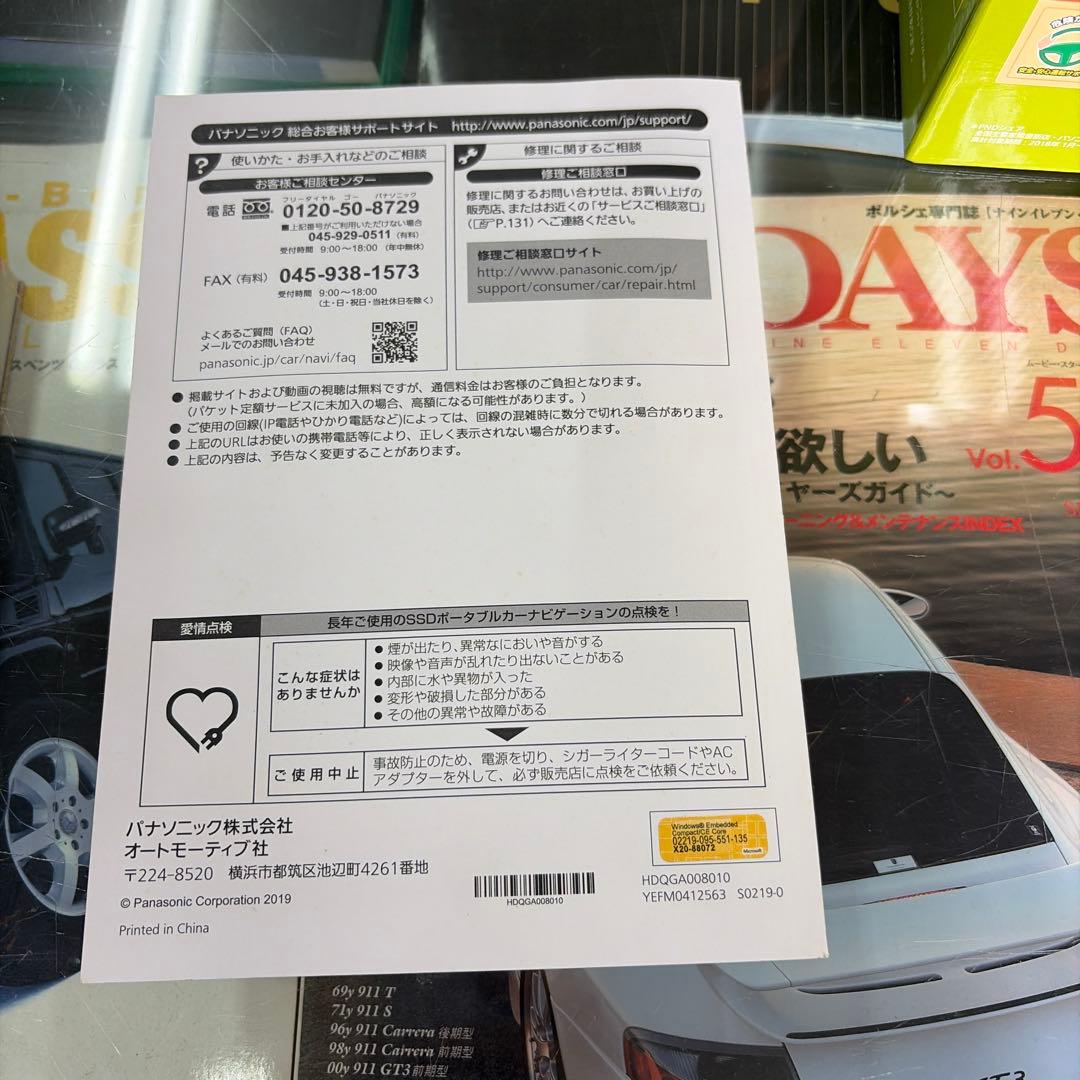 パナソニック 総合お客様サポートサイト http://www.panasonic.com/jp/support/
? 使いかた・お手入れなどのご相談
お客様ご相談センター
フリーダイヤル ゴー パナソニック
電話 0120-50-8729
■上記番号がご利用いただけない場合
045-929-0511(有料)
受付時間 9:00~18:00 (年中無休)
FAX(有料) 045-938-1573
受付時間 9:00~18:00
(土・日・祝日・当社休日を除く)
よくあるご質問(FAQ)
メールでのお問い合わせ
panasonic.jp/car/navi/faq
修理に関するご相談
修理ご相談窓口
修理に関するお問い合わせは、お買い上げの
販売店、またはお近くの「サービスご相談窓口」
(P.131)へご連絡ください。
修理ご相談窓口サイト
http://www.panasonic.com/jp/
support/consumer/car/repair.html
● 掲載サイトおよび動画の視聴は無料ですが、通信料金はお客様のご負担となります。
(パケット定額サービスに未加入の場合、高額になる可能性があります。)
● ご使用の回線(IP電話やひかり電話など)によっては、回線の混雑時に数分で切れる場合があります。
● 上記のURLはお使いの携帯電話等により、正しく表示されない場合があります。
● 上記の内容は、予告なく変更することがあります。
愛情点検
長年ご使用のSSDポータブルカーナビゲーションの点検を!
こんな症状は
ありませんか
● 煙が出たり、異常なにおいや音がする
● 映像や音声が乱れたり出ないことがある
● 内部に水や異物が入った
● 変形や破損した部分がある
● その他の異常や故障がある
ご使用中止
事故防止のため、電源を切り、シガーライターコードやAC
アダプターを外して、必ず販売店に点検をご依頼ください。
パナソニック株式会社
オートモーティブ社
〒224-8520 横浜市都筑区池辺町4261番地
© Panasonic Corporation 2019
Printed in China
HDQGA008010
Windows® Embedded
Compact/CE Core
02219-095-551-135
X20-88072
Microsoft
HDQGA008010
YEFM0412563 S0219-0
ポルシェ専門誌【ナインイレブン
DAYS
INE ELEVEN D
Vol.5
欲しい
ヤーズガイド~
ーニング&メンテナンスINDEX
69y 911 T
71y 911 S
96y 911 Carrera 後期型
98y 911 Carrera 前期型
00y 911 GT3 前期型